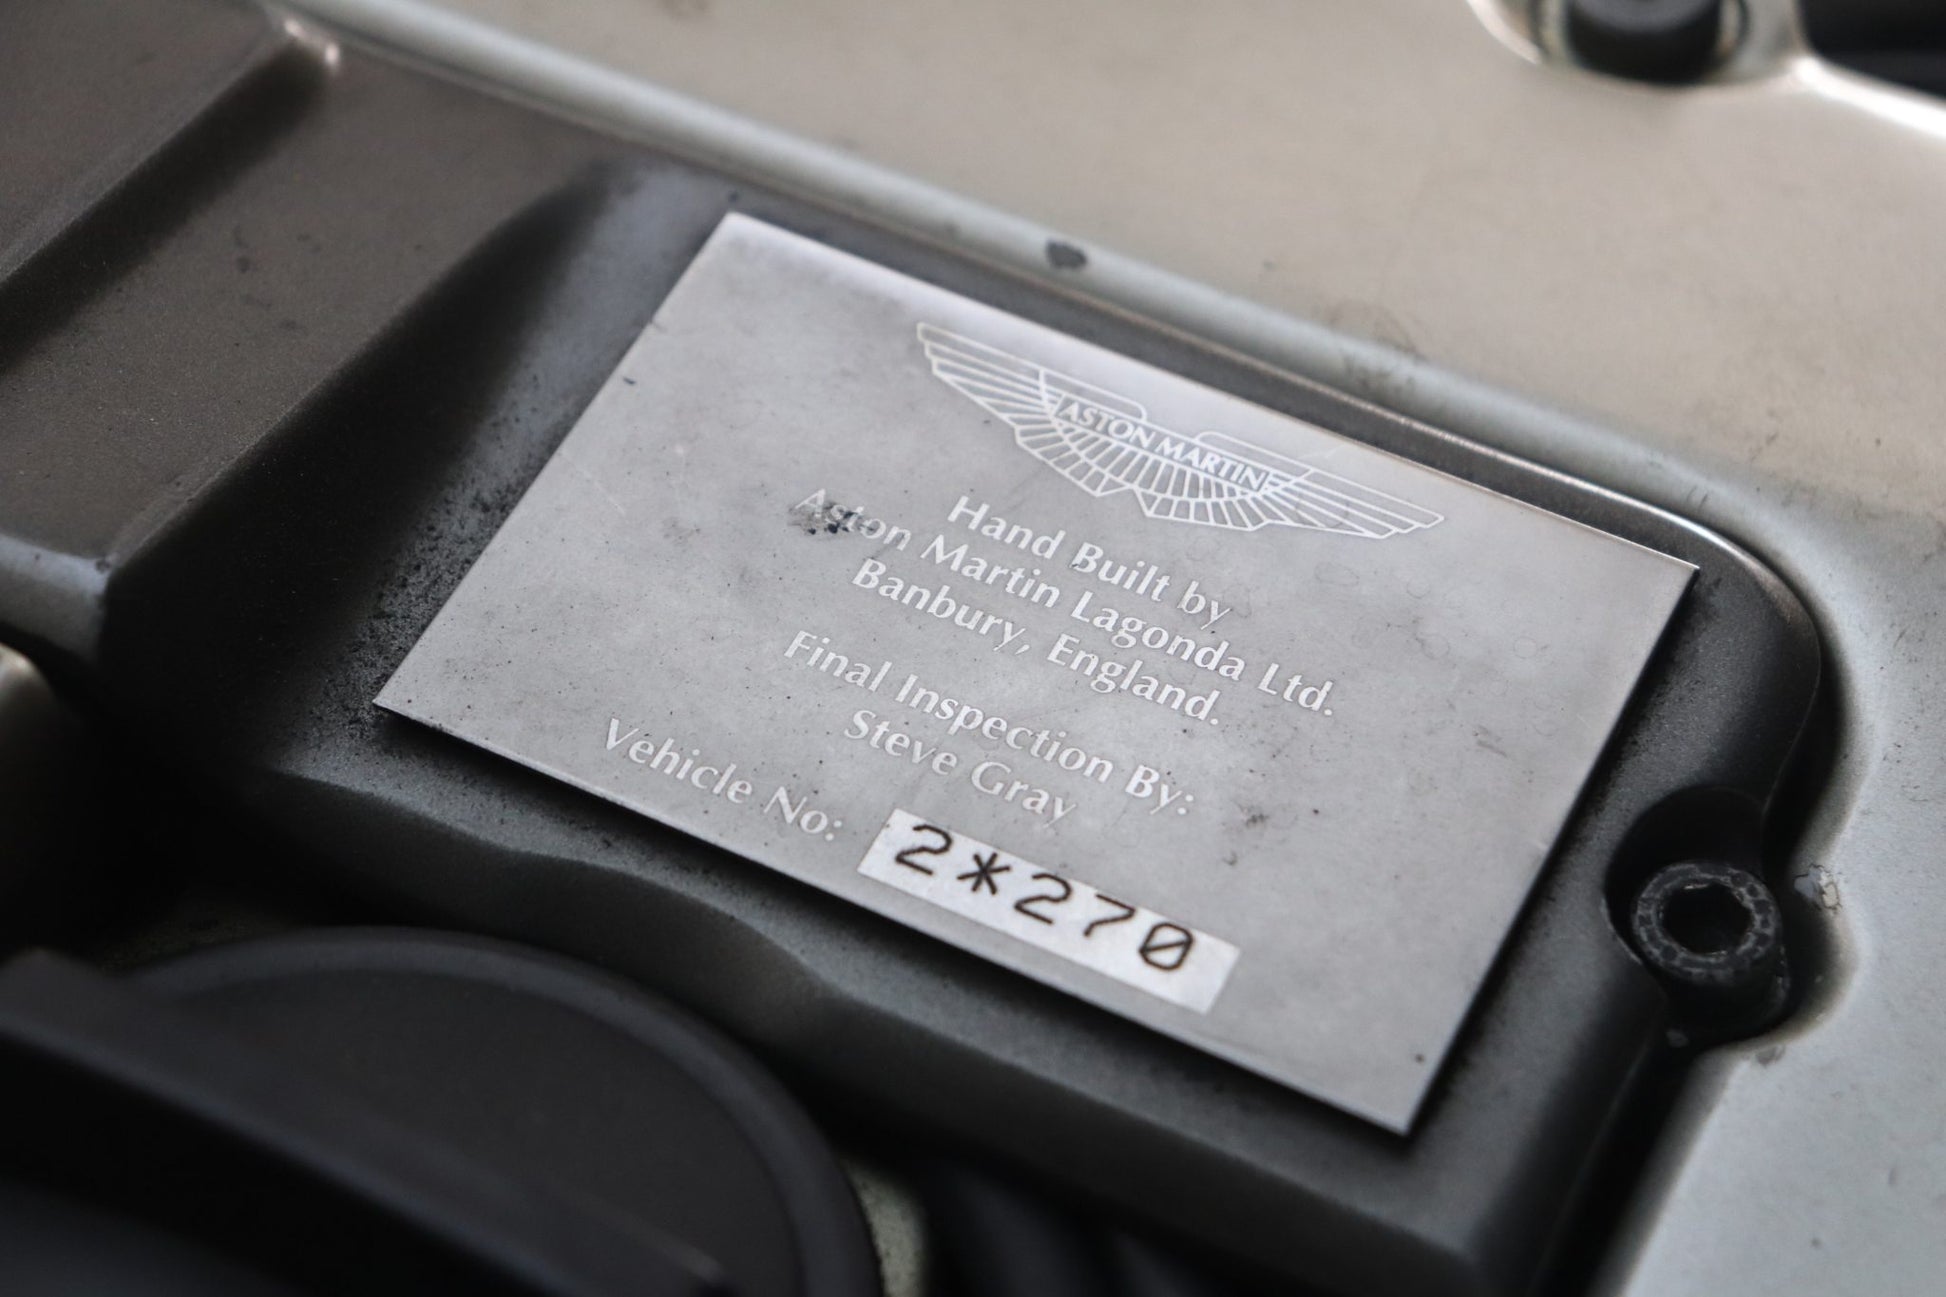 ASTON MARTIN
Hand Built by
Aston Martin Lagonda Ltd.
Banbury, England.
Final Inspection By:
Steve Gray
Vehicle No: 2*270